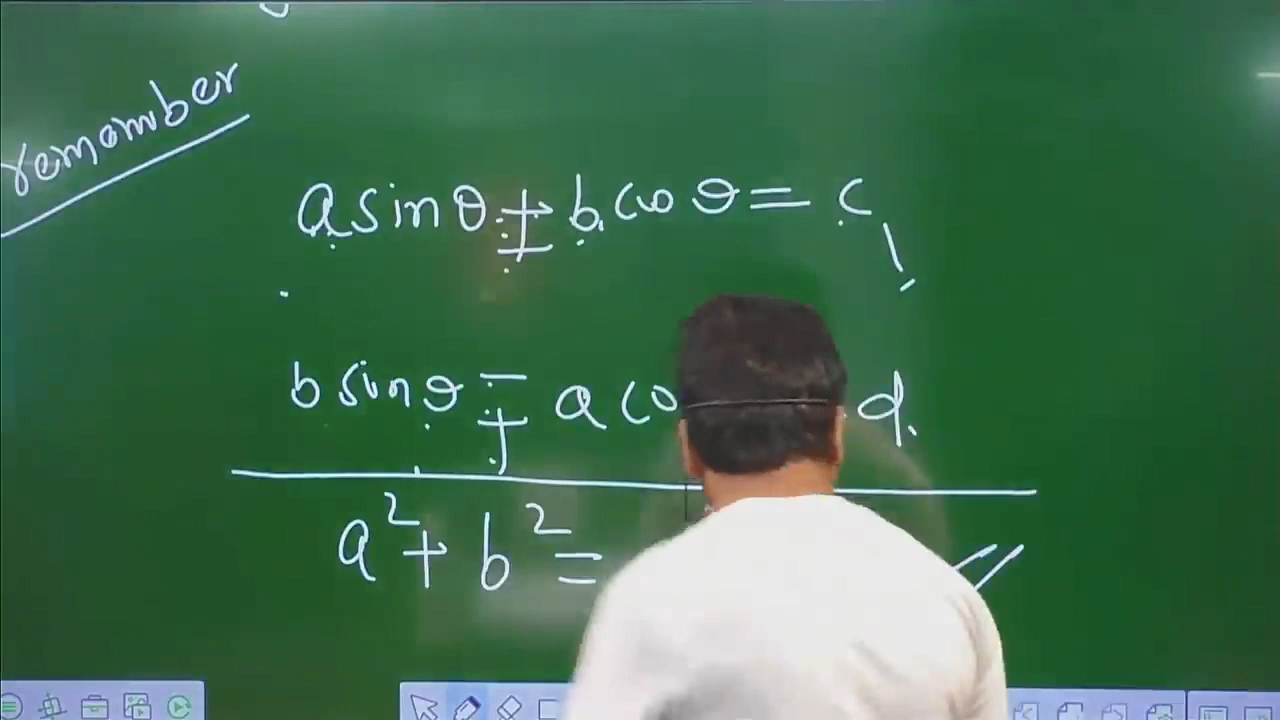 remember
a sin θ ± b cos θ = c
b sin θ ∓ a co d
a² + b² =